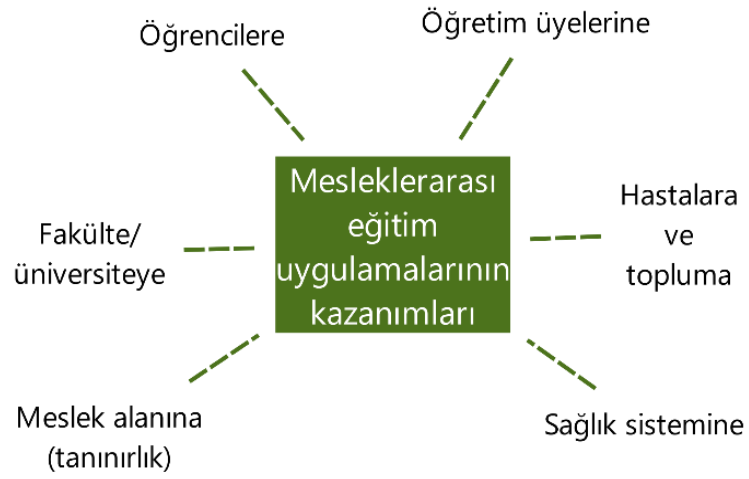 Öğrencilere
Öğretim üyelerine
Mesleklerarası
eğitim
uygulamalarının
kazanımları
Hastalara
ve
topluma
Fakülte/
üniversiteye
Meslek alanına
(tanınırlık)
Sağlık sistemine